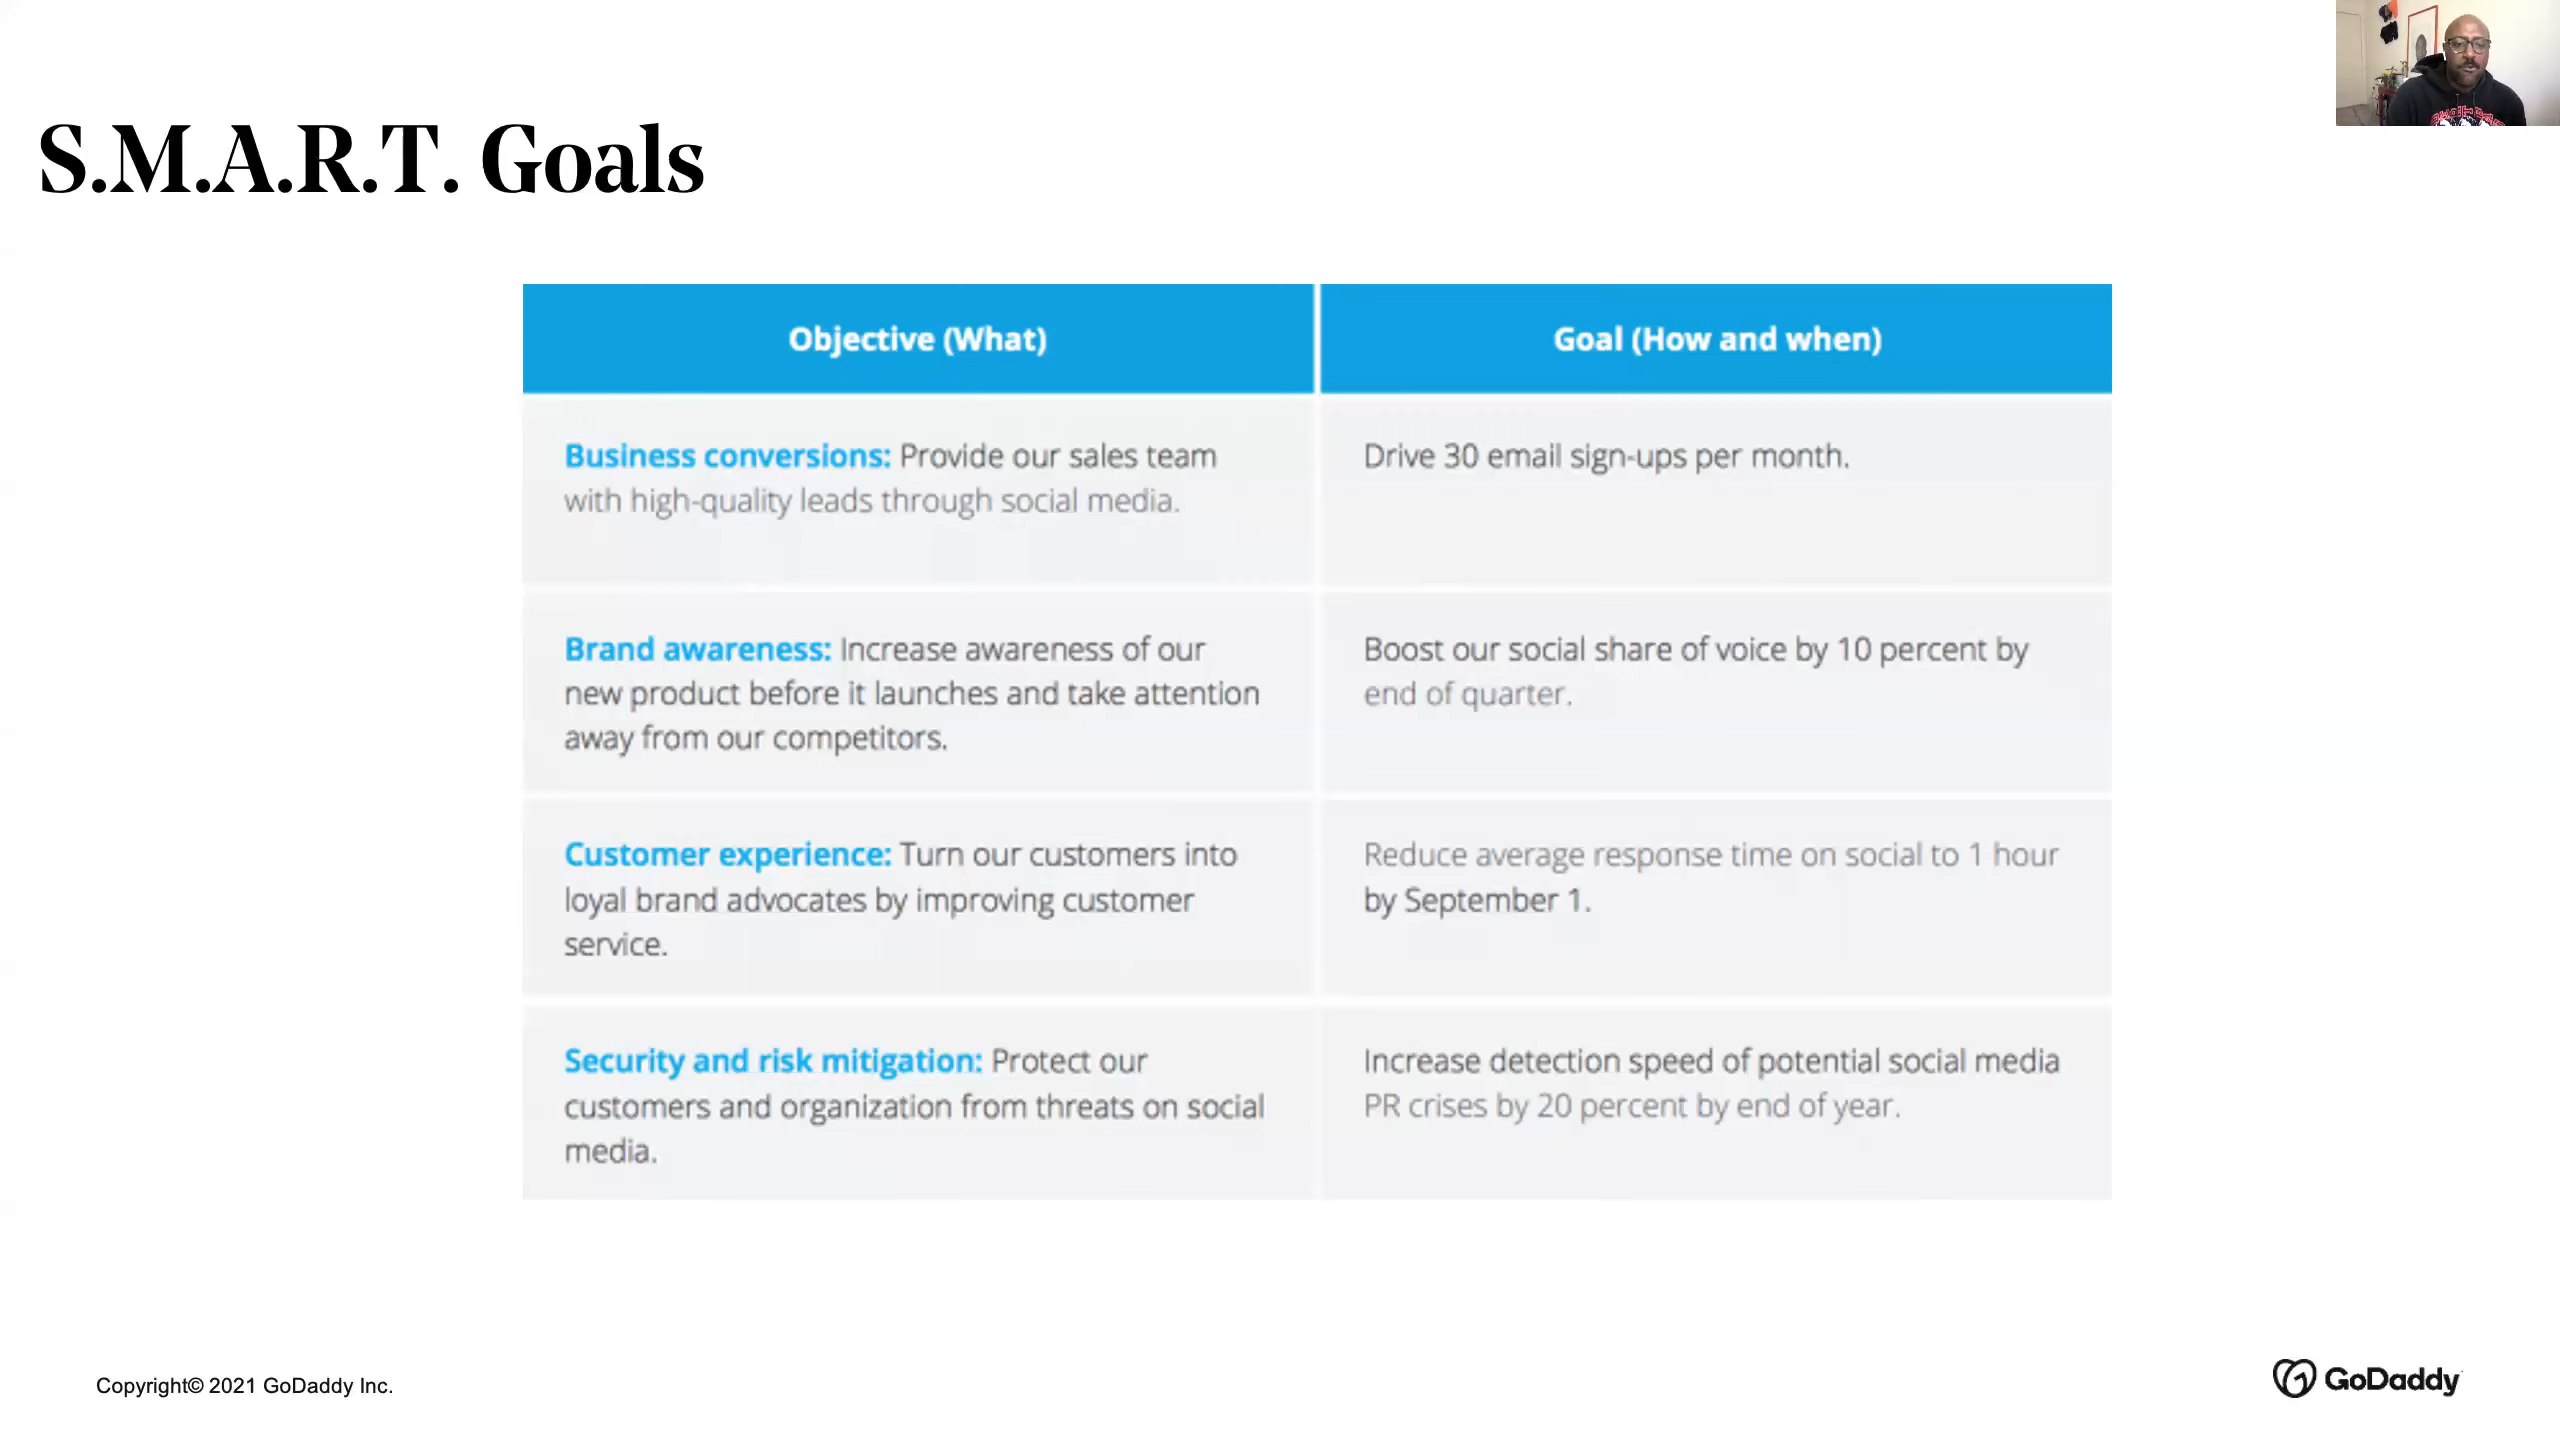 S.M.A.R.T. Goals
Objective (What)
Goal (How and when)
Business conversions: Provide our sales team
with high-quality leads through social media.
Drive 30 email sign-ups per month.
Brand awareness: Increase awareness of our
new product before it launches and take attention
away from our competitors.
Boost our social share of voice by 10 percent by
end of quarter.
Customer experience: Turn our customers into
loyal brand advocates by improving customer
service.
Reduce average response time on social to 1 hour
by September 1.
Security and risk mitigation: Protect our
customers and organization from threats on social
media.
Increase detection speed of potential social media
PR crises by 20 percent by end of year.
Copyright© 2021 GoDaddy Inc.
GoDaddy